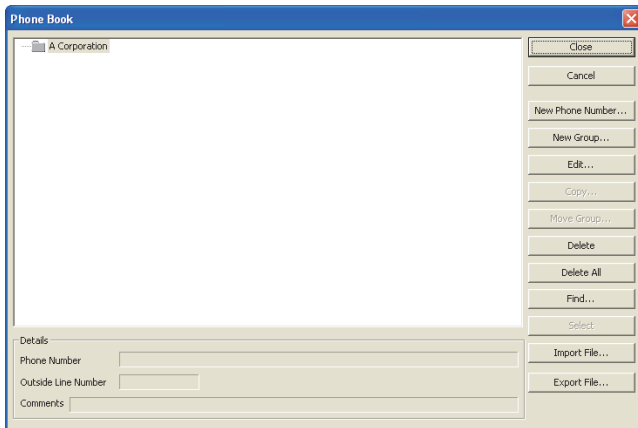 Phone Book
A Corporation
Close
Cancel
New Phone Number...
New Group...
Edit...
Copy...
Move Group...
Delete
Delete All
Find...
Select
Import File...
Export File...
Details
Phone Number
Outside Line Number
Comments